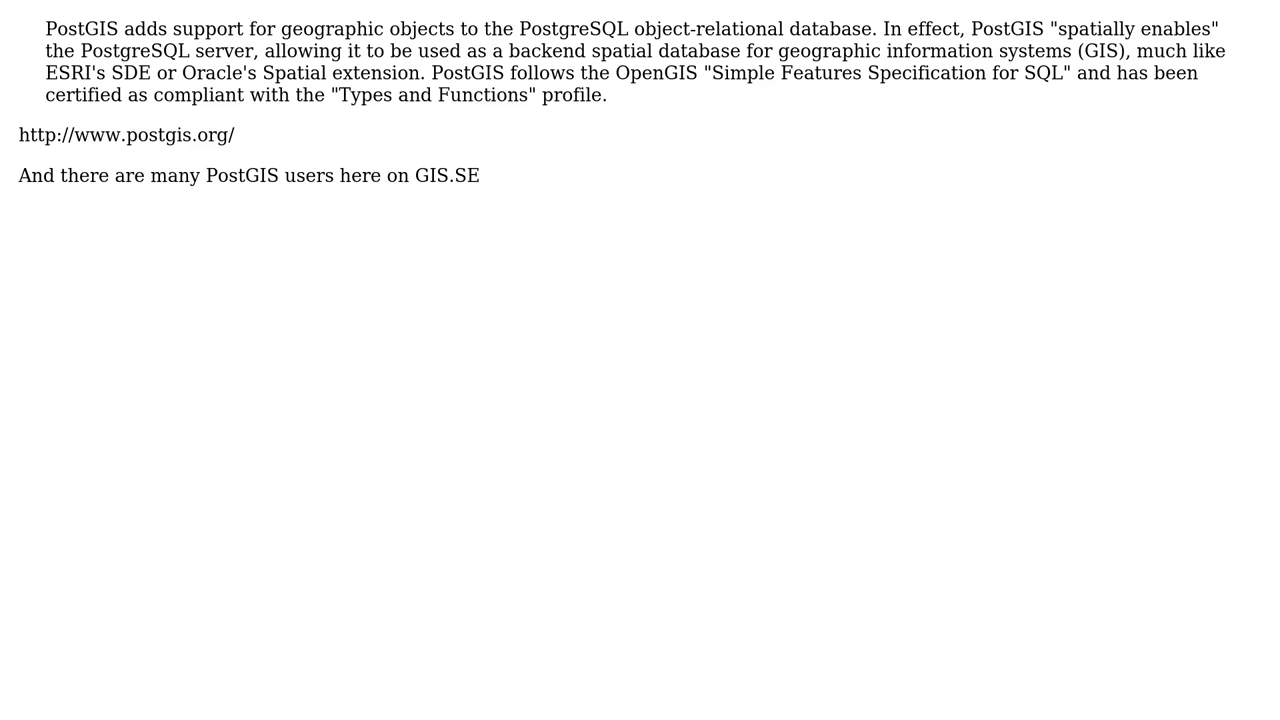 PostGIS adds support for geographic objects to the PostgreSQL object-relational database. In effect, PostGIS "spatially enables"
the PostgreSQL server, allowing it to be used as a backend spatial database for geographic information systems (GIS), much like
ESRI's SDE or Oracle's Spatial extension. PostGIS follows the OpenGIS "Simple Features Specification for SQL" and has been
certified as compliant with the "Types and Functions" profile.
http://www.postgis.org/
And there are many PostGIS users here on GIS.SE